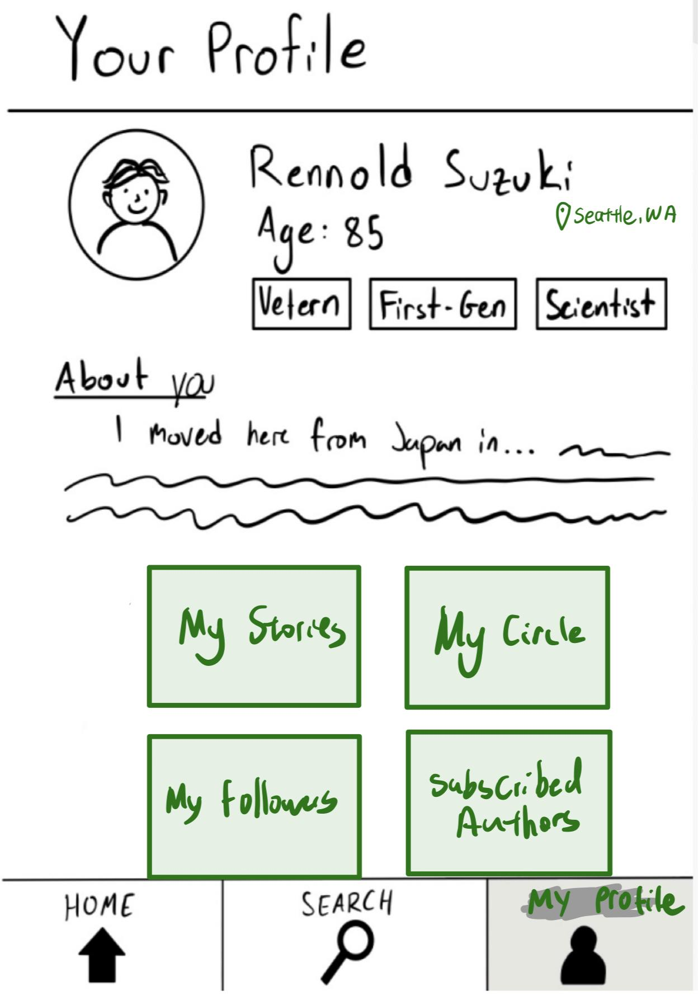 Your Profile
Rennold Suzuki
Age: 85
Seattle, WA
Vetern
First-Gen
Scientist
About you
I moved here from Japan in...
My Stories
My Circle
My Followers
Subscribed
Authors
HOME
SEARCH
My Profile